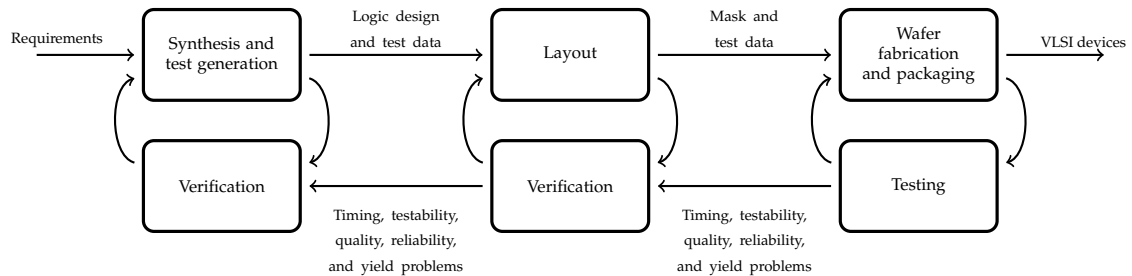 Requirements
Synthesis and
test generation
Logic design
and test data
Layout
Mask and
test data
Wafer
fabrication
and packaging
VLSI devices
Verification
Timing, testability,
quality, reliability,
and yield problems
Verification
Timing, testability,
quality, reliability,
and yield problems
Testing